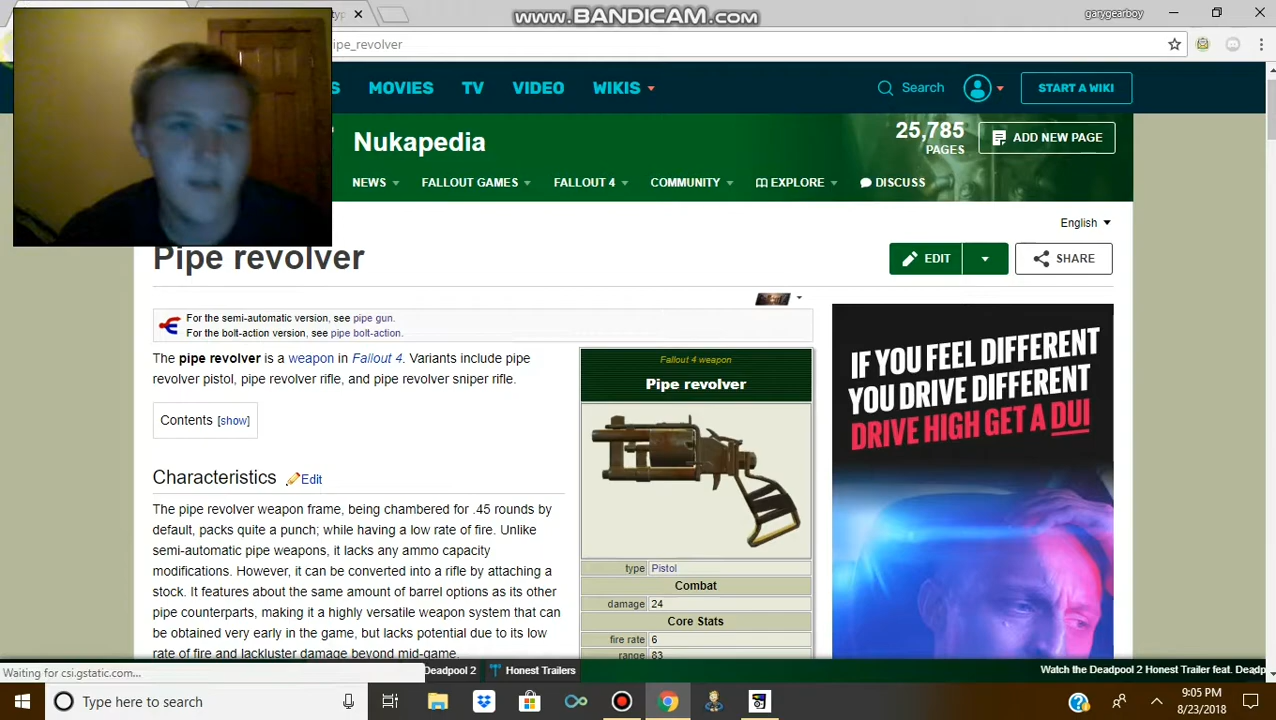 www.BANDICAM.com
garygearboy
pipe_revolver
MOVIES TV VIDEO WIKIS
Search
START A WIKI
Nukapedia
25,785
PAGES
ADD NEW PAGE
NEWS FALLOUT GAMES FALLOUT 4 COMMUNITY EXPLORE DISCUSS
English
Pipe revolver
EDIT
SHARE
For the semi-automatic version, see pipe gun.
For the bolt-action version, see pipe bolt-action.
The pipe revolver is a weapon in Fallout 4. Variants include pipe
revolver pistol, pipe revolver rifle, and pipe revolver sniper rifle.
Contents [show]
Characteristics Edit
The pipe revolver weapon frame, being chambered for .45 rounds by
default, packs quite a punch; while having a low rate of fire. Unlike
semi-automatic pipe weapons, it lacks any ammo capacity
modifications. However, it can be converted into a rifle by attaching a
stock. It features about the same amount of barrel options as its other
pipe counterparts, making it a highly versatile weapon system that can
be obtained very early in the game, but lacks potential due to its low
rate of fire and lackluster damage beyond mid-game.
Fallout 4 weapon
Pipe revolver
type Pistol
Combat
damage 24
Core Stats
fire rate 6
range 83
IF YOU FEEL DIFFERENT
YOU DRIVE DIFFERENT
DRIVE HIGH GET A DUI
Waiting for csi.gstatic.com...
Deadpool 2
Honest Trailers
Watch the Deadpool 2 Honest Trailer feat. Deadp
Type here to search
9:05 PM
8/23/2018